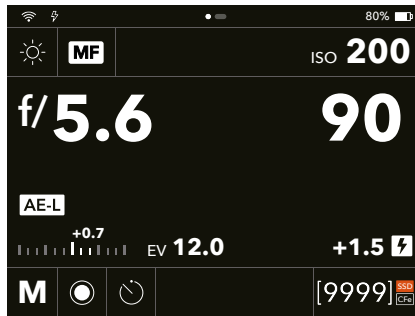 80%
MF
ISO 200
f/5.6 90
AE-L
+0.7
EV 12.0 +1.5
M [9999] SSD
CFe